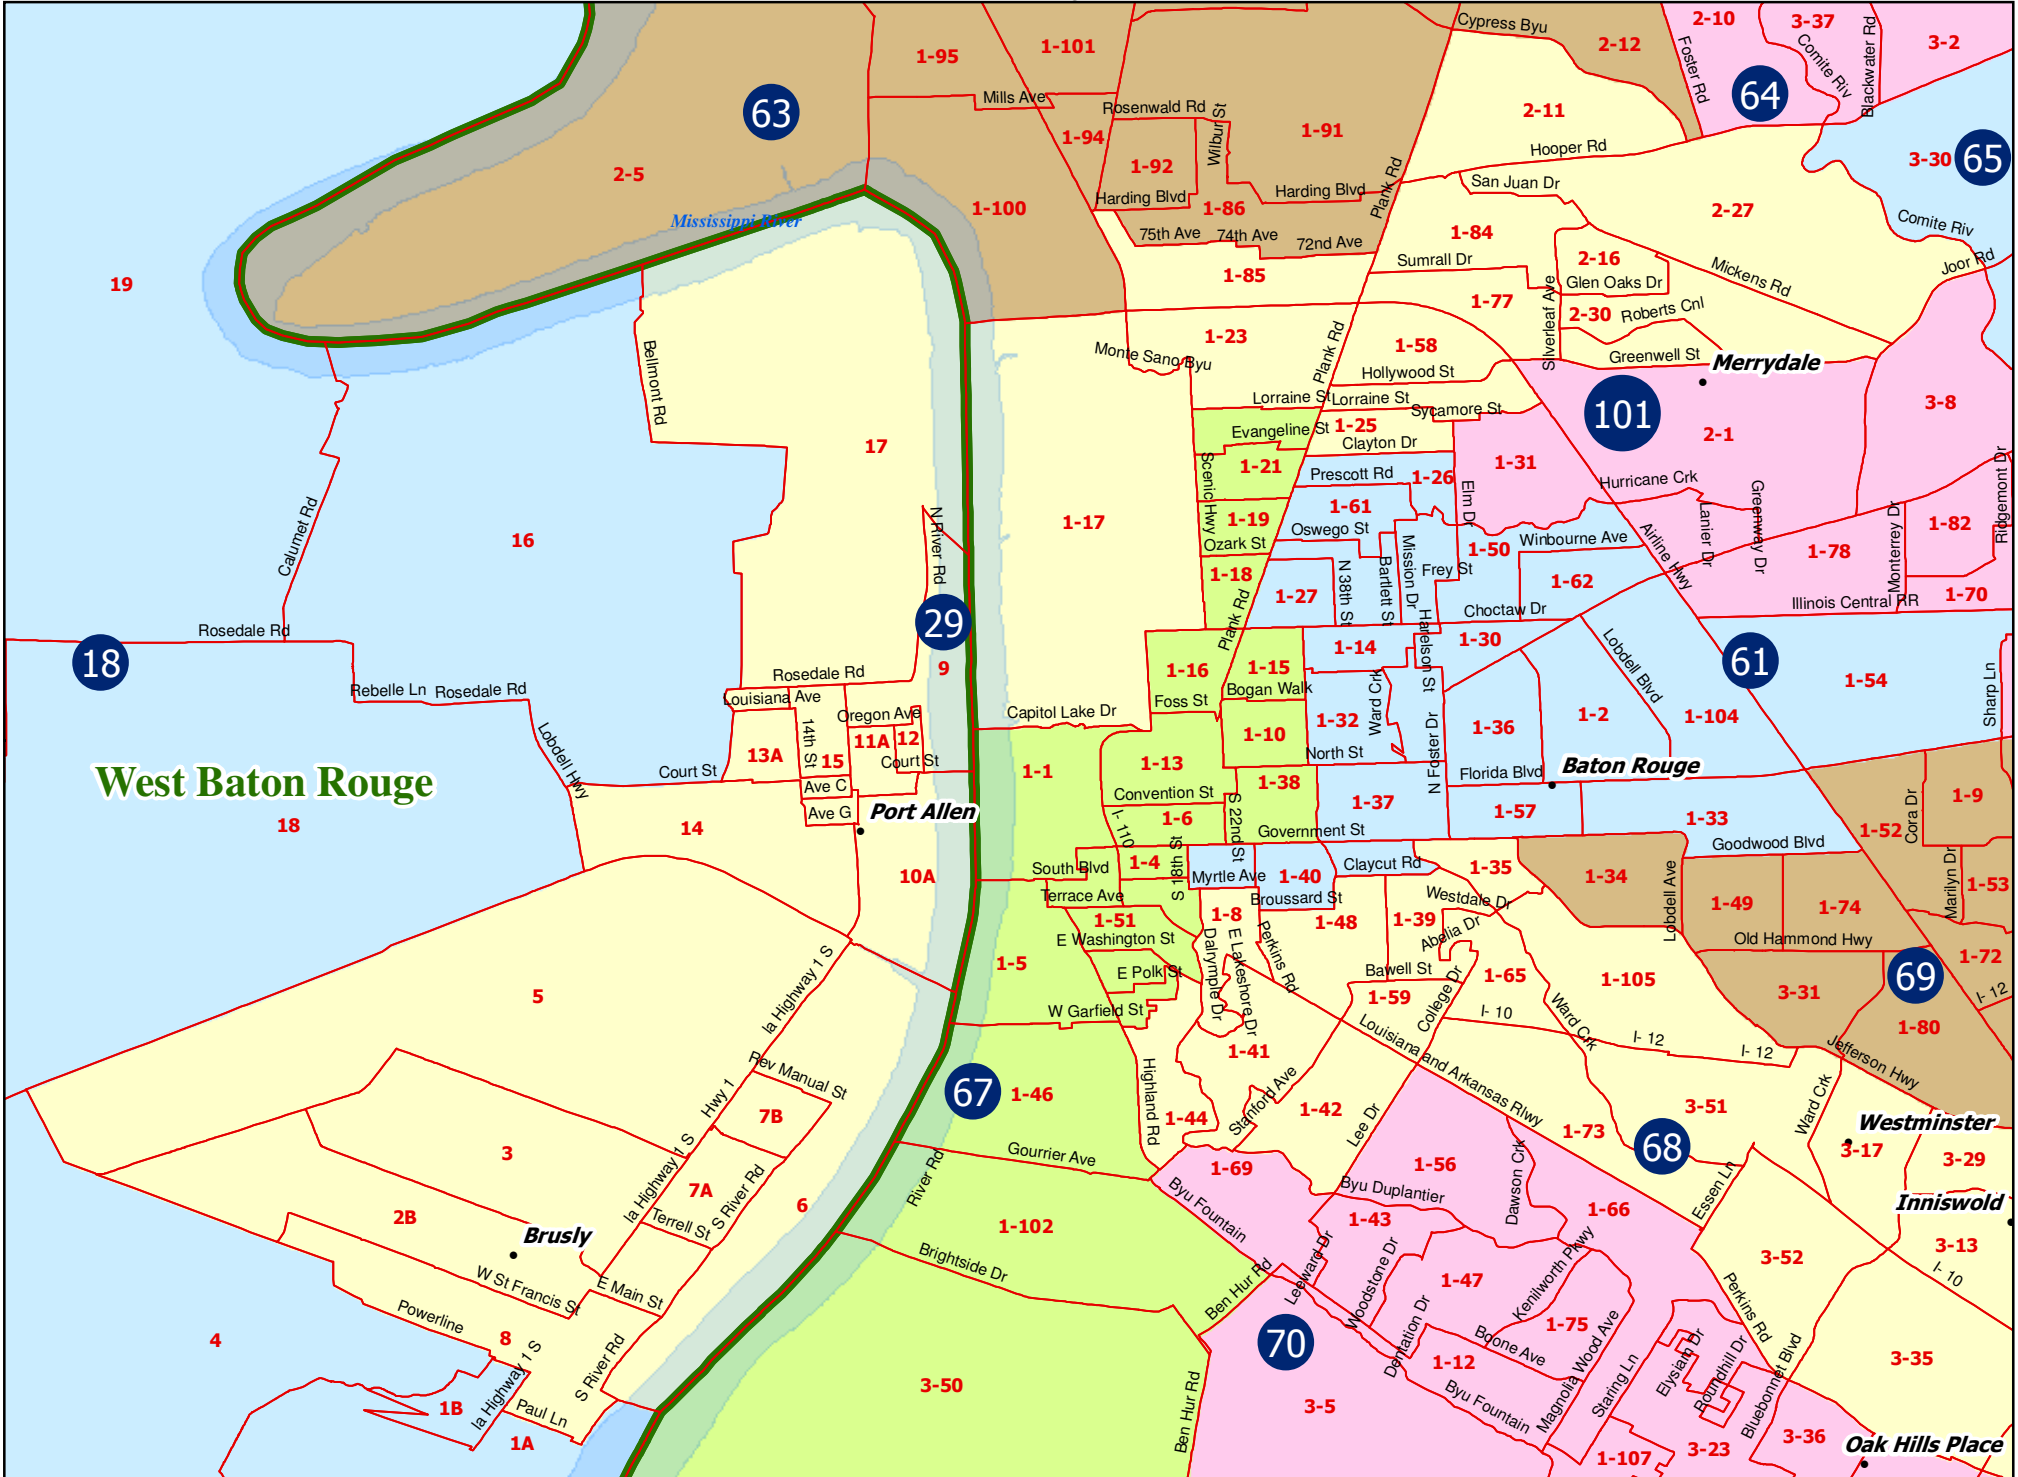 Cypress Byu
2-12
2-10
3-37
3-2
Foster Rd
Comite Riv
Blackwater Rd
1-95
1-101
63
64
Mills Ave
Rosenwald Rd
Wilbur St
1-94
1-91
2-11
Hooper Rd
1-92
2-5
3-30
65
San Juan Dr
Harding Blvd
Harding Blvd
Plank Rd
1-100
1-86
2-27
Mississippi River
Comite Riv
75th Ave
74th Ave
72nd Ave
1-84
1-85
Sumrall Dr
2-16
Joor Rd
19
Glen Oaks Dr
Mickens Rd
1-77
Silverleaf Ave
2-30
Roberts Cnl
1-23
Plank Rd
1-58
Greenwell St
Merrydale
Monte Sano Byu
Bellmont Rd
Hollywood St
Lorraine St
Lorraine St
Sycamore St
101
3-8
Evangeline St
1-25
2-1
Clayton Dr
17
Scenic Hwy
1-21
Prescott Rd
1-26
1-31
Hurricane Crk
Ridgemont Dr
Elm Dr
Greenway Dr
Lanier Dr
Calumet Rd
16
N River Rd
1-17
1-19
1-61
Oswego St
Airline Hwy
1-82
Ozark St
1-50
Winbourne Ave
1-78
Monterrey Dr
1-18
N 38th St
Bartlett St
Mission Dr
Frey St
1-62
1-27
Choctaw Dr
Illinois Central RR
1-70
29
Plank Rd
Harelson St
1-30
Rosedale Rd
18
1-14
Lobdell Blvd
61
9
1-16
1-15
1-54
Rosedale Rd
Rebelle Ln
Rosedale Rd
Louisiana Ave
Foss St
Bogan Walk
Ward Crk
Sharp Ln
Oregon Ave
Capitol Lake Dr
1-32
1-36
1-2
1-104
14th St
11A
12
1-10
N Foster Dr
13A
15
Court St
North St
Lobdell Hwy
Court St
1-1
1-13
Florida Blvd
Baton Rouge
West Baton Rouge
Ave C
1-38
Convention St
1-37
1-9
Ave G
Port Allen
I- 110
1-6
S 22nd St
1-57
1-33
Cora Dr
18
14
Government St
1-52
Goodwood Blvd
South Blvd
1-4
S 18th St
Myrtle Ave
1-40
Claycut Rd
1-35
1-34
Lobdell Ave
Marilyn Dr
1-53
10A
Terrace Ave
Broussard St
Westdale Dr
1-49
1-74
1-51
1-8
1-48
1-39
Abelia Dr
E Washington St
Dalrymple Dr
E Lakeshore Dr
Perkins Rd
Old Hammond Hwy
1-5
E Polk St
Bawell St
1-72
la Highway 1 S
1-65
1-105
69
5
1-59
College Dr
3-31
I- 12
W Garfield St
I- 10
Ward Crk
Louisiana and Arkansas Rlwy
I- 12
I- 12
1-80
1-41
Jefferson Hwy
Rev Manual St
Highland Rd
67
1-46
Stanford Ave
Hwy 1
7B
1-44
1-42
Lee Dr
3-51
Ward Crk
Westminster
1-73
68
3-17
3
Gourrier Ave
River Rd
la Highway 1 S
1-69
1-56
Dawson Crk
3-29
7A
S River Rd
Byu Duplantier
Essen Ln
Inniswold
2B
Terrell St
6
Byu Fountain
1-66
1-43
1-102
Brusly
Leeward Dr
Woodstone Dr
Kenilworth Pkwy
3-52
3-13
Brightside Dr
Ben Hur Rd
1-47
I- 10
W St Francis St
E Main St
Perkins Rd
Powerline
Dentation Dr
1-75
8
70
Boone Ave
Magnolia Wood Ave
4
la Highway 1 S
S River Rd
1-12
Staring Ln
Elysian Dr
Roundhill Dr
Bluebonnet Blvd
3-35
3-50
Ben Hur Rd
Byu Fountain
1B
Paul Ln
3-5
1A
1-107
3-23
3-36
Oak Hills Place